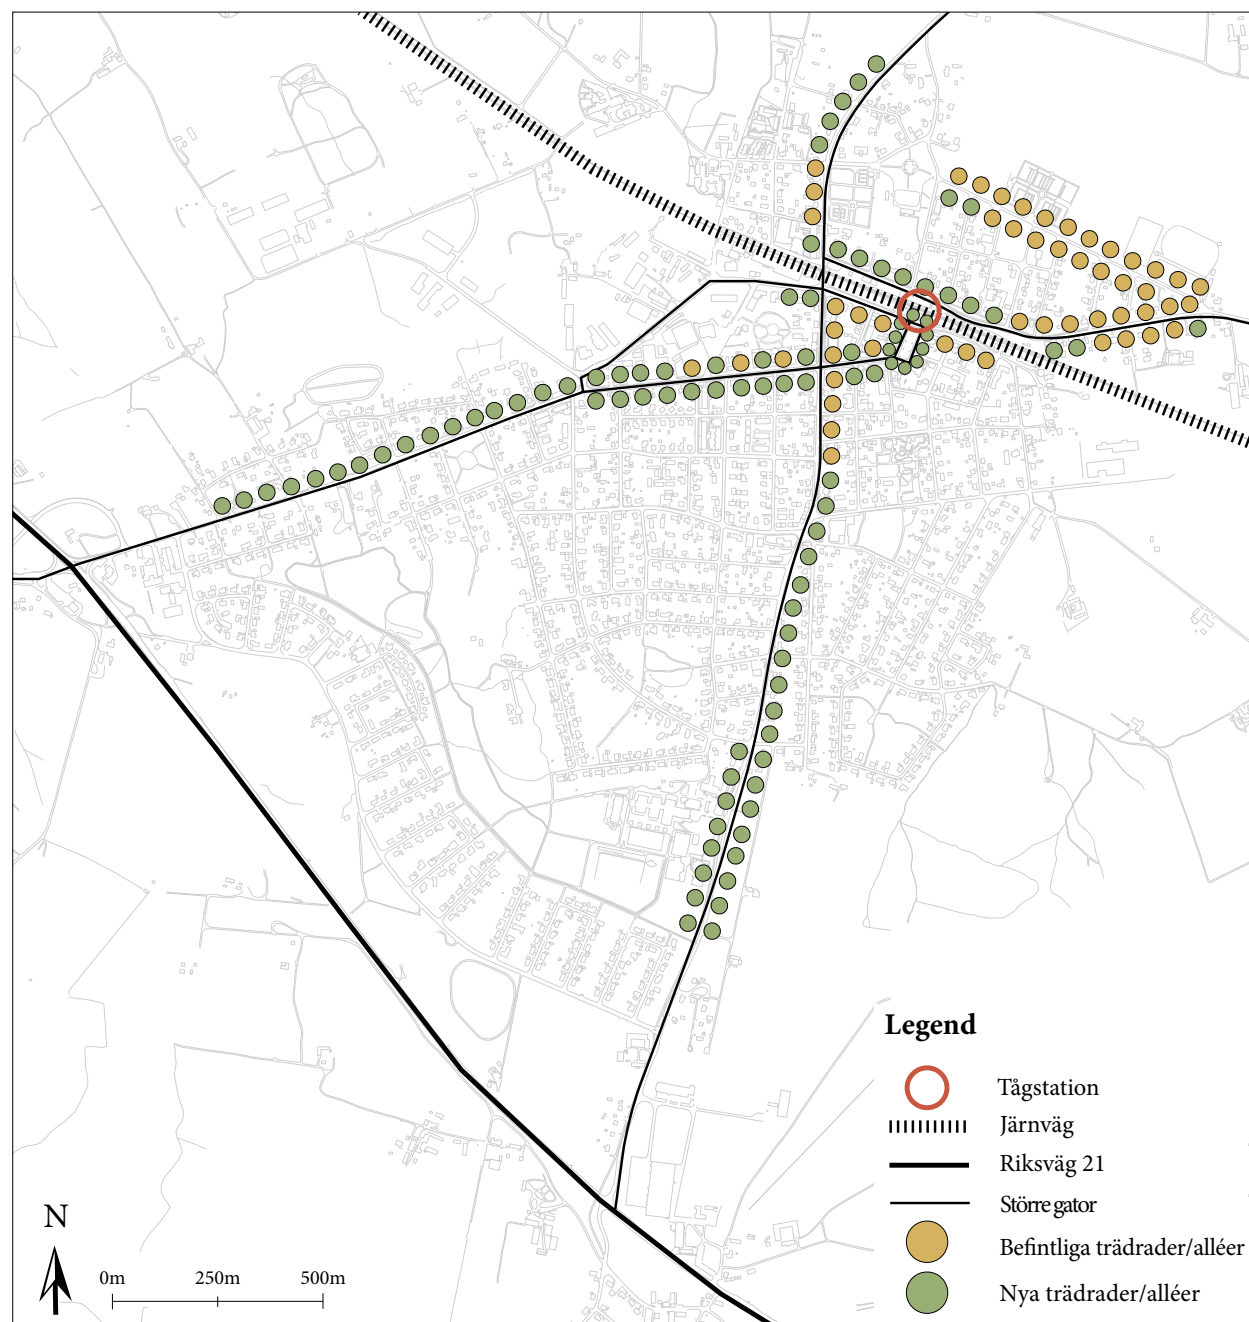 Legend
Tågstation
Järnväg
Riksväg 21
Större gator
Befintliga trädrader/alléer
Nya trädrader/alléer
N
0m 250m 500m